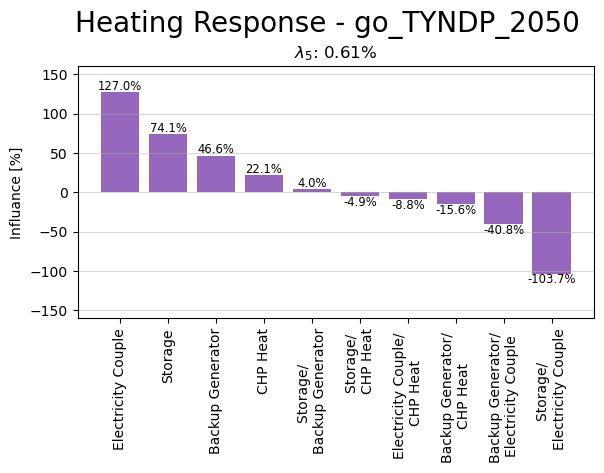 Heating Response - go_TYNDP_2050
λ5: 0.61%
Influance [%]
150
100
50
0
−50
−100
−150
127.0%
74.1%
46.6%
22.1%
4.0%
-4.9%
-8.8%
-15.6%
-40.8%
-103.7%
Electricity Couple
Storage
Backup Generator
CHP Heat
Storage/
Backup Generator
Storage/
CHP Heat
Electricity Couple/
CHP Heat
Backup Generator/
CHP Heat
Backup Generator/
Electricity Couple
Storage/
Electricity Couple